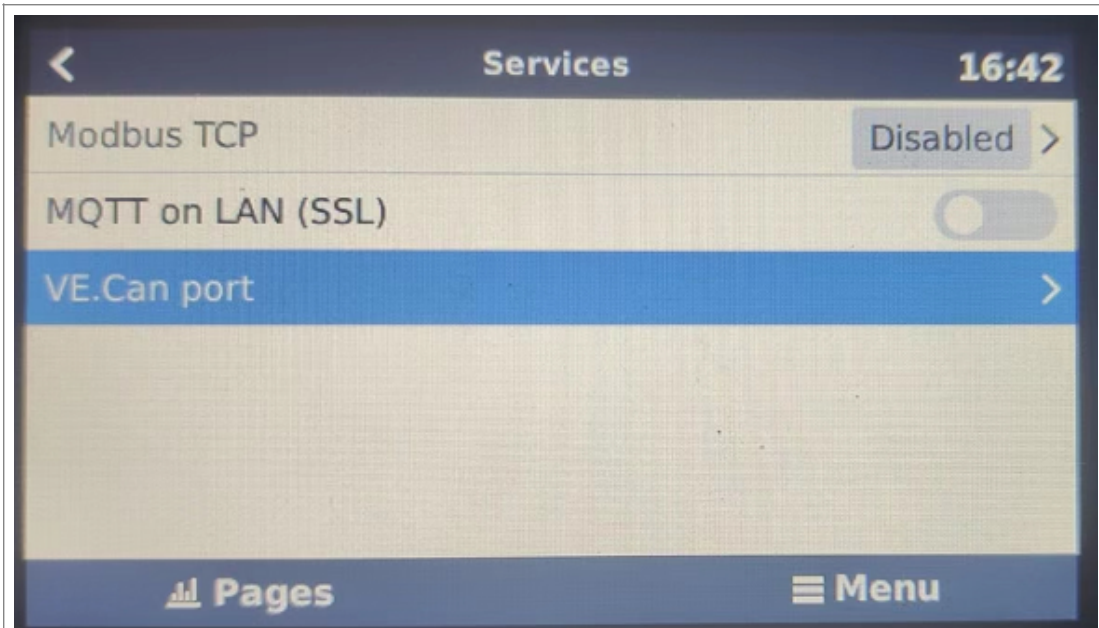 Services 16:42
Modbus TCP Disabled
MQTT on LAN (SSL)
VE.Can port
Pages Menu